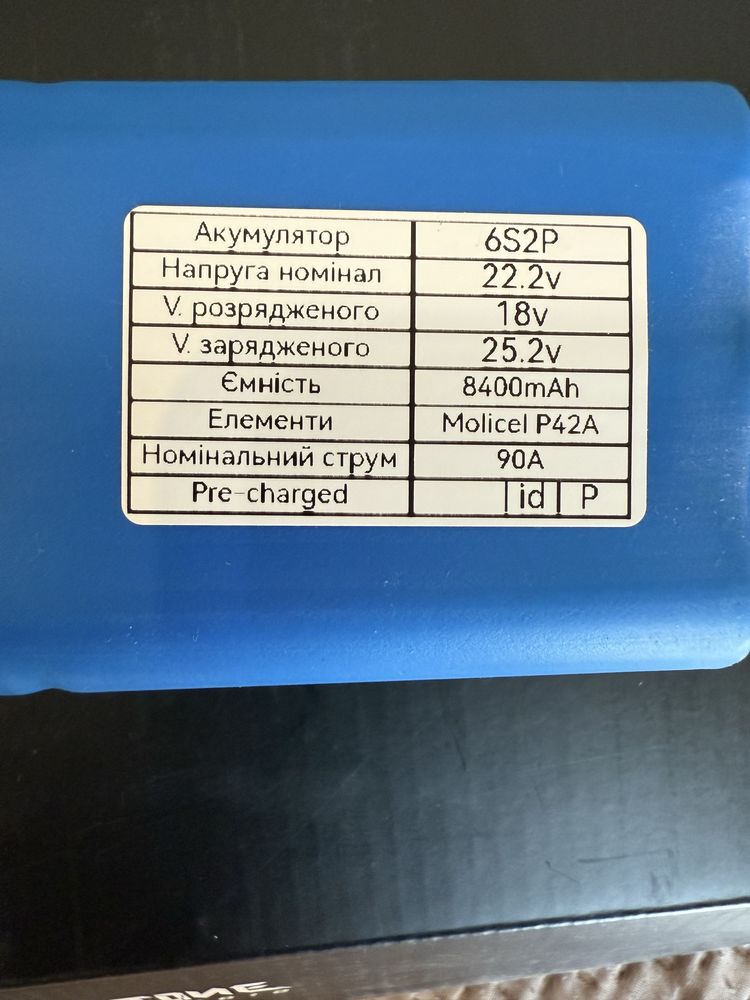 Акумулятор 6S2P
Напруга номінал 22.2v
V. розрядженого 18v
V. зарядженого 25.2v
Ємність 8400mAh
Елементи Molicel P42A
Номінальний струм 90A
Pre-charged id P